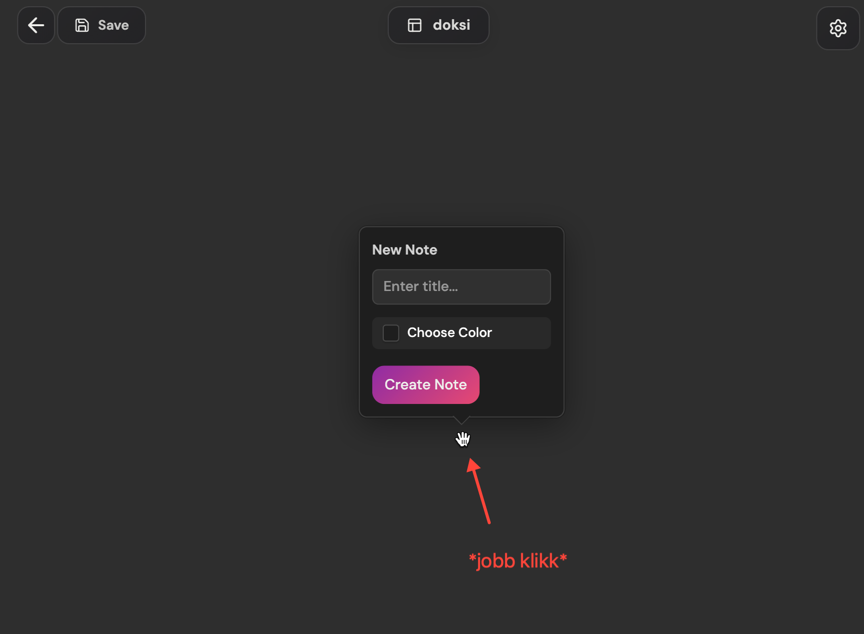 Save
doksi
New Note
Enter title...
Choose Color
Create Note
*jobb klikk*